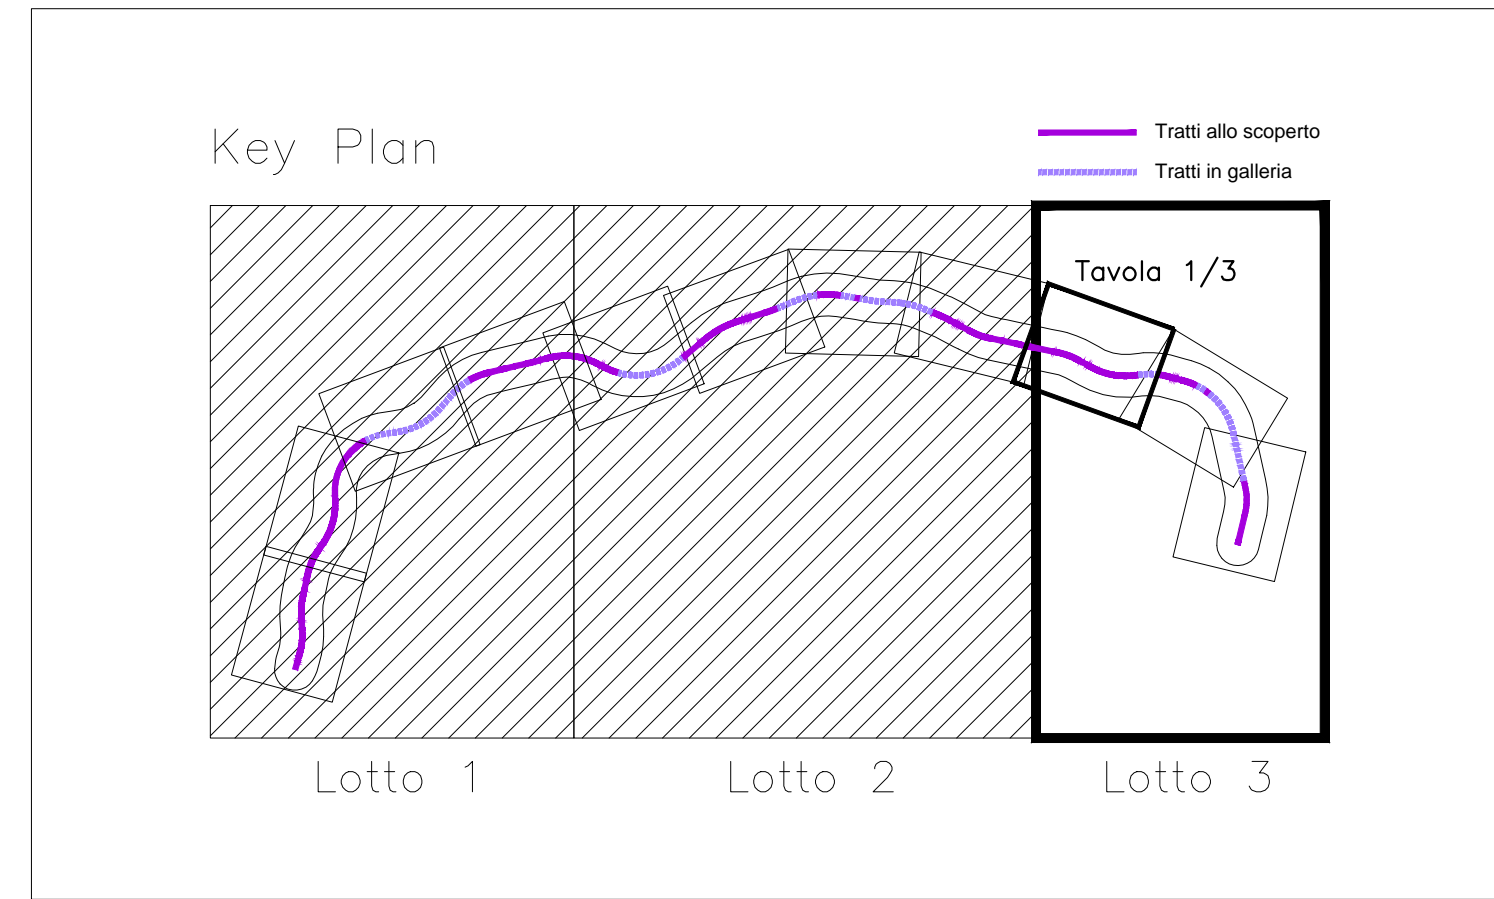 Key Plan
Tratti allo scoperto
Tratti in galleria
Tavola 1/3
Lotto 1
Lotto 2
Lotto 3